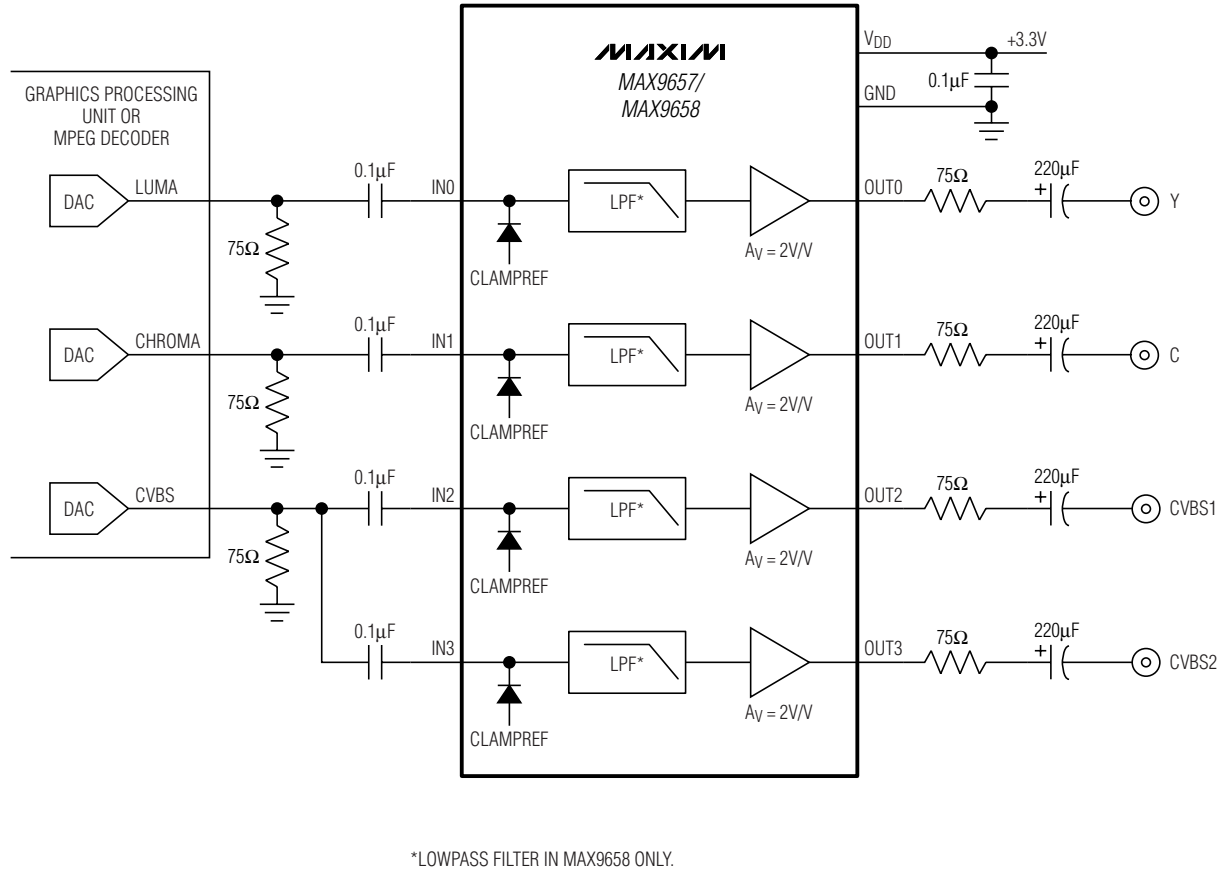 MAXIM
MAX9657/
MAX9658
VDD
+3.3V
0.1µF
GND
GRAPHICS PROCESSING
UNIT OR
MPEG DECODER
DAC
LUMA
75Ω
0.1µF
IN0
CLAMPREF
LPF*
AV = 2V/V
OUT0
75Ω
220µF
+
Y
DAC
CHROMA
75Ω
0.1µF
IN1
CLAMPREF
LPF*
AV = 2V/V
OUT1
75Ω
220µF
+
C
DAC
CVBS
75Ω
0.1µF
IN2
CLAMPREF
LPF*
AV = 2V/V
OUT2
75Ω
220µF
+
CVBS1
0.1µF
IN3
CLAMPREF
LPF*
AV = 2V/V
OUT3
75Ω
220µF
+
CVBS2
*LOWPASS FILTER IN MAX9658 ONLY.